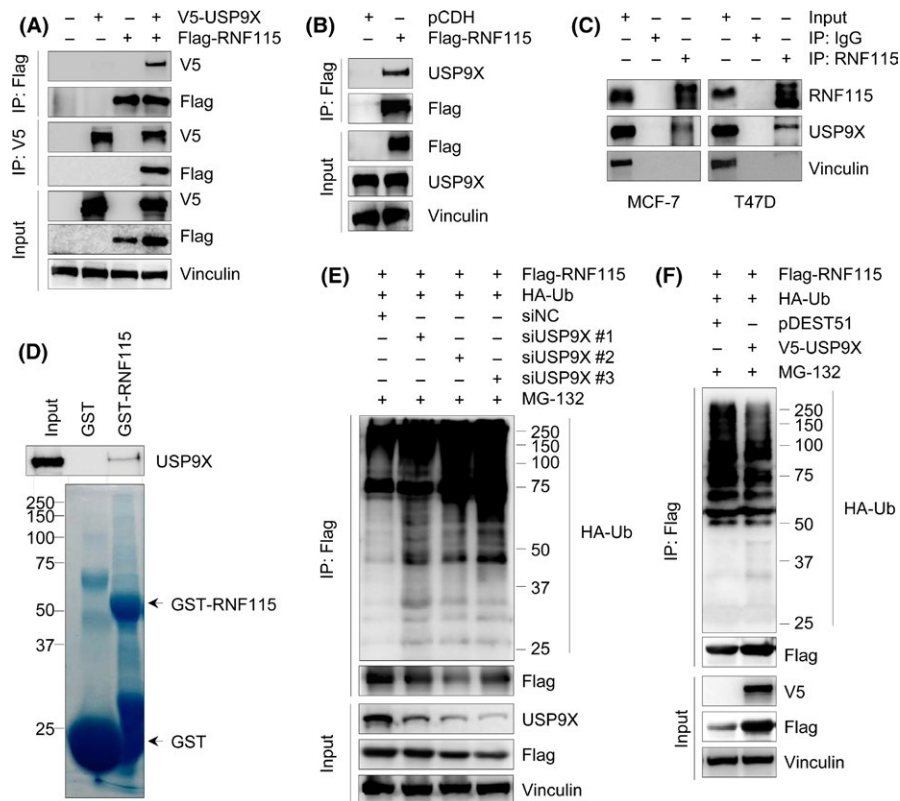 (A)
– + – + V5-USP9X
– – + + Flag-RNF115
IP: Flag
V5
Flag
IP: V5
V5
Flag
Input
V5
Flag
Vinculin
(B)
+ – pCDH
– + Flag-RNF115
IP: Flag
USP9X
Flag
Input
Flag
USP9X
Vinculin
(C)
+ – – + – – Input
– + – – + – IP: IgG
– – + – – + IP: RNF115
RNF115
USP9X
Vinculin
MCF-7 T47D
(D)
Input GST GST-RNF115
USP9X
250
150
100
75
50
37
25
GST-RNF115
GST
(E)
+ + + + Flag-RNF115
+ + + + HA-Ub
+ – – – siNC
– + – – siUSP9X #1
– – + – siUSP9X #2
– – – + siUSP9X #3
+ + + + MG-132
IP: Flag
250
150
100
75
50
37
25
HA-Ub
Flag
Input
USP9X
Flag
Vinculin
(F)
+ + Flag-RNF115
+ + HA-Ub
+ – pDEST51
– + V5-USP9X
+ + MG-132
IP: Flag
250
150
100
75
50
37
25
HA-Ub
Flag
Input
V5
Flag
Vinculin